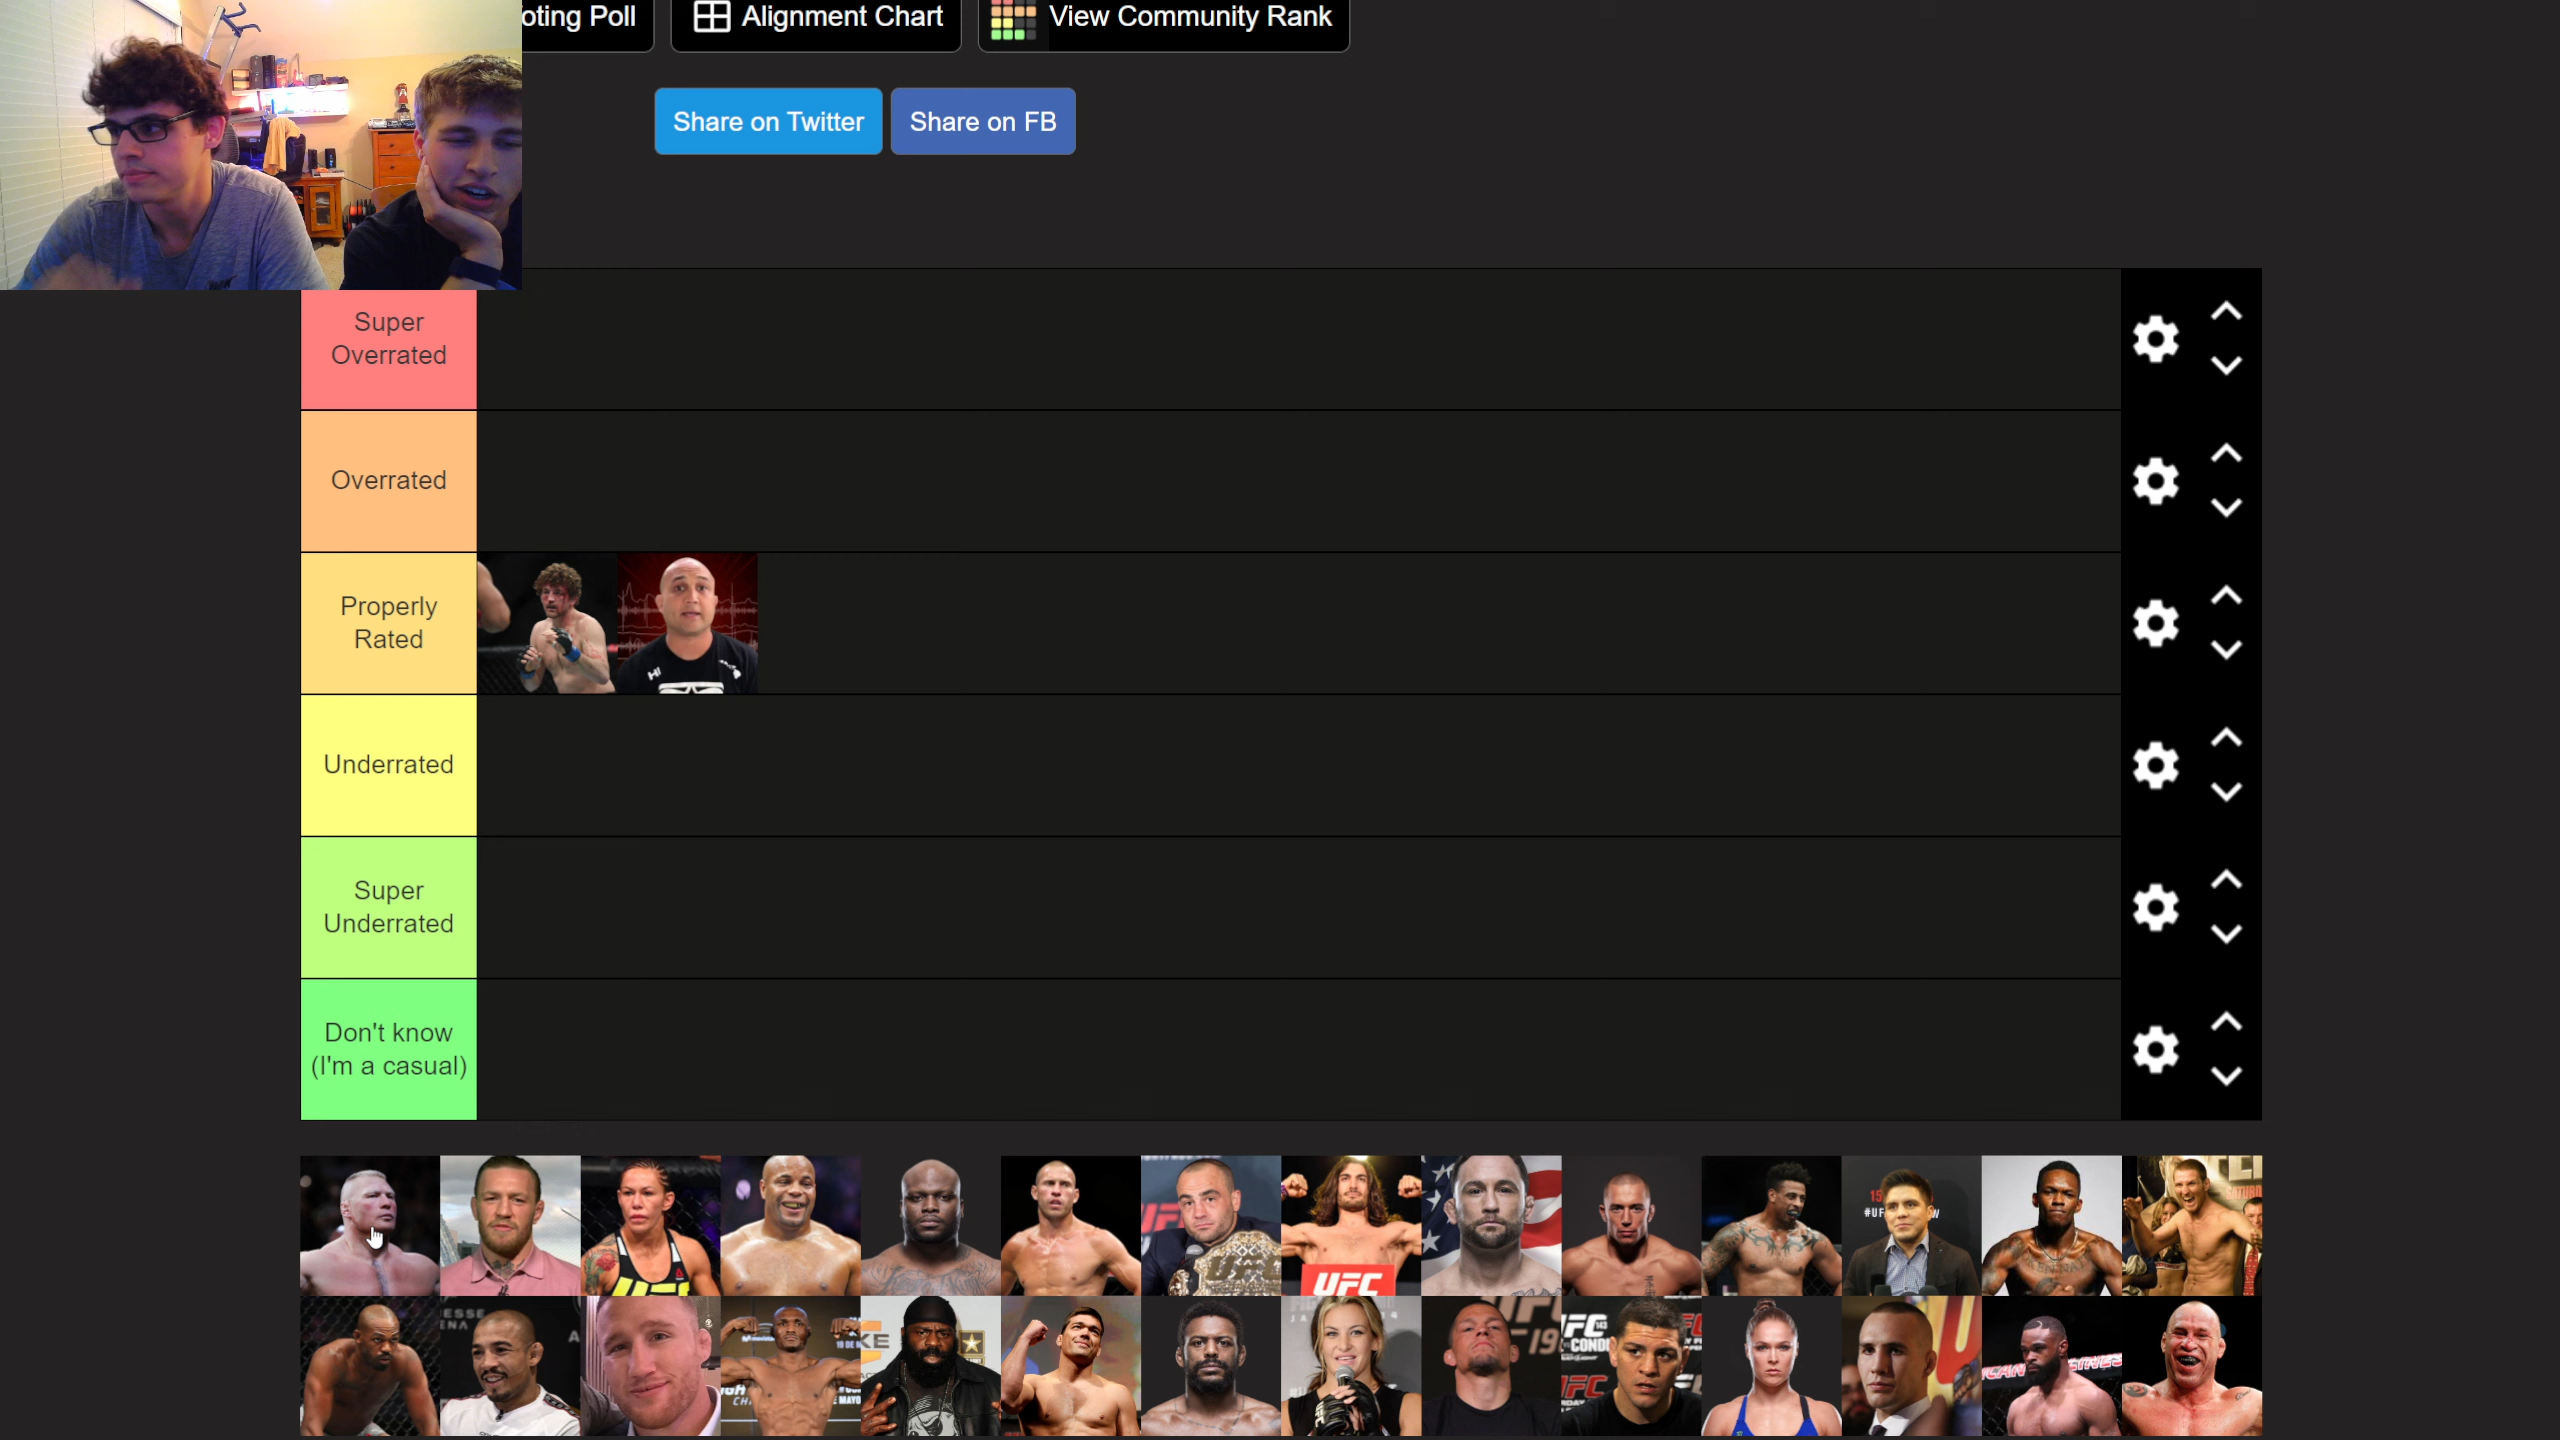 oting Poll
Alignment Chart
View Community Rank
Share on Twitter
Share on FB
Super
Overrated
Overrated
Properly
Rated
Underrated
Super
Underrated
Don't know
(I'm a casual)
UFC